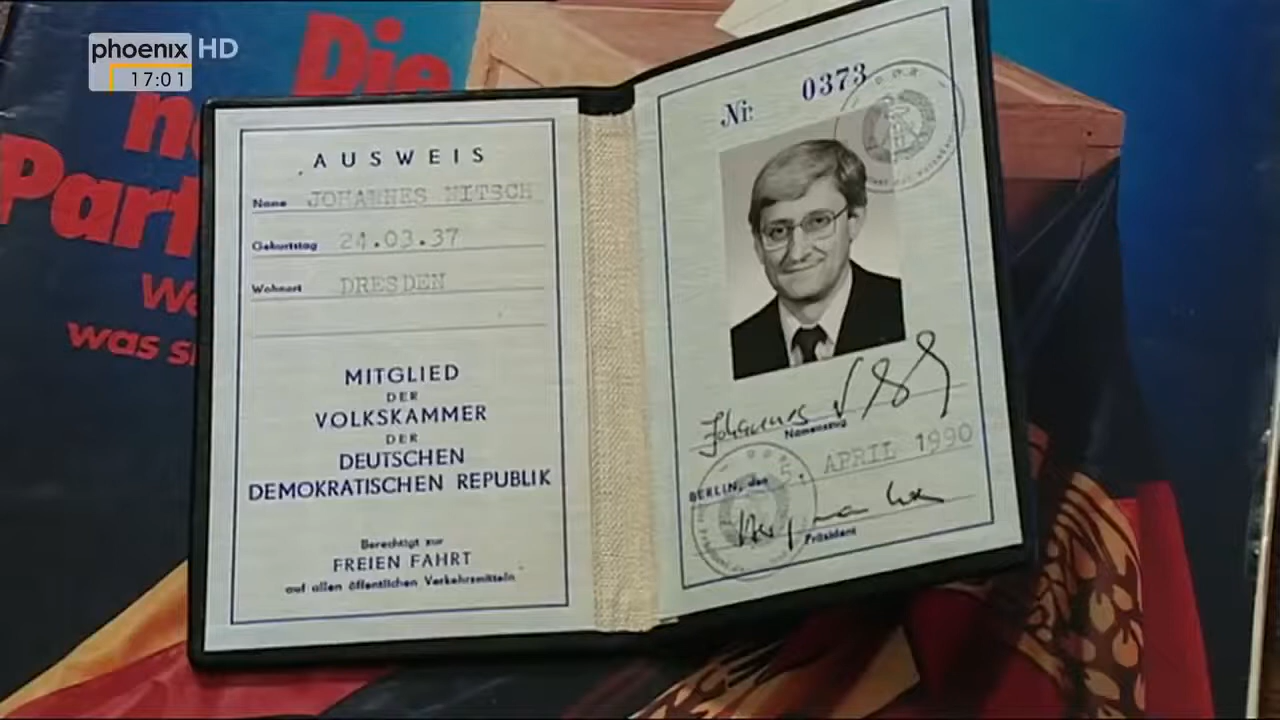 phoenix HD
17:01
Die
Part
was
AUSWEIS
Name JOHANNES NITSCH
Geburtstag 24.03.37
Wohnort DRESDEN
MITGLIED
DER
VOLKSKAMMER
DER
DEUTSCHEN
DEMOKRATISCHEN REPUBLIK
Berechtigt zur
FREIEN FAHRT
auf allen öffentlichen Verkehrsmitteln
Nr: 0373
Johannes
Namenszug
BERLIN, den 5. APRIL 1990
Präsident